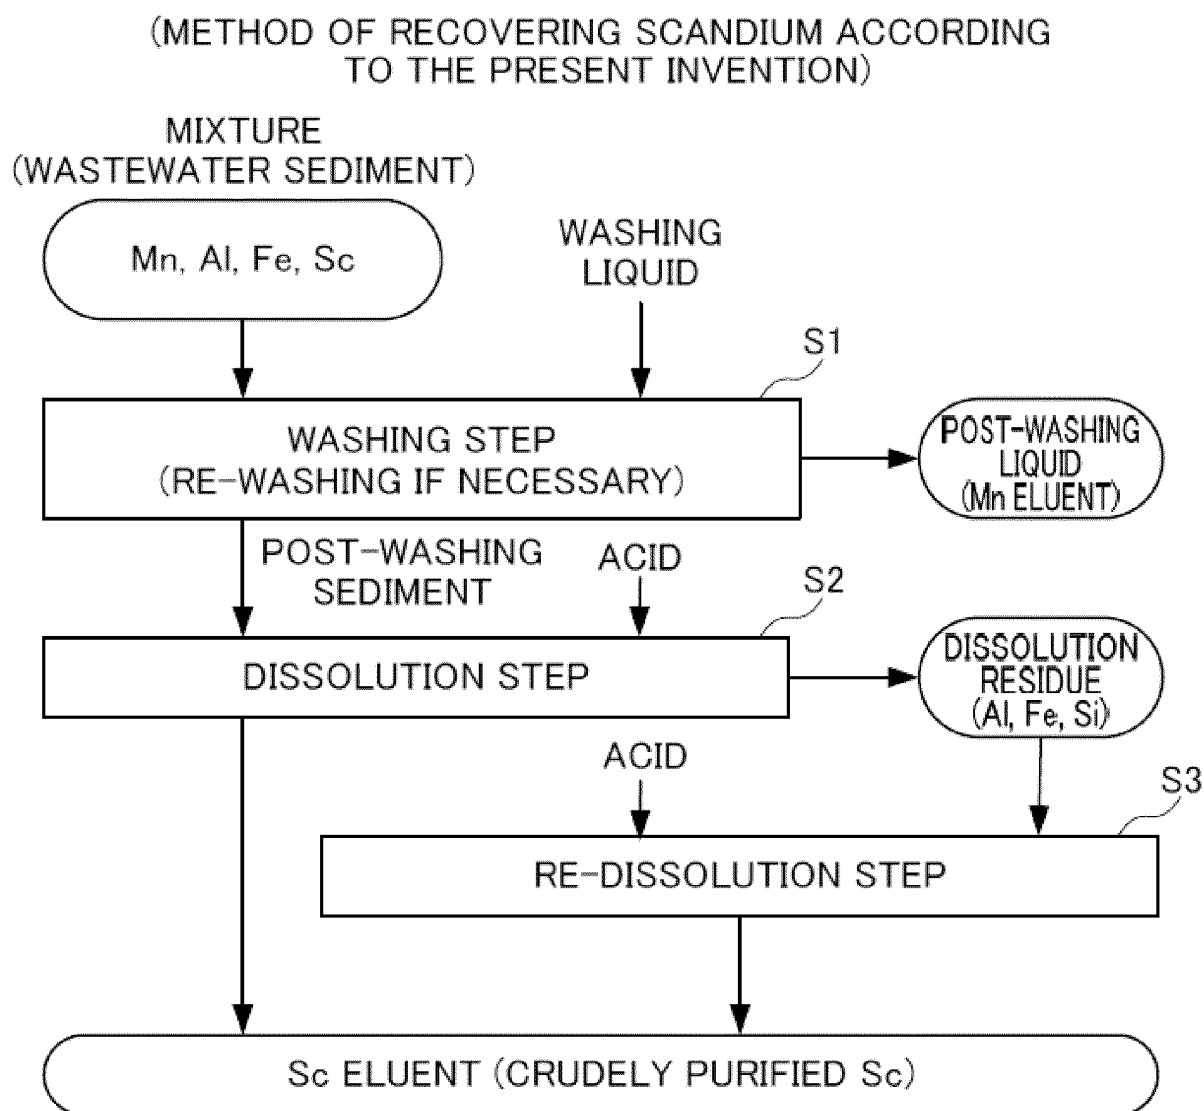 (METHOD OF RECOVERING SCANDIUM ACCORDING
TO THE PRESENT INVENTION)
MIXTURE
(WASTEWATER SEDIMENT)
Mn, Al, Fe, Sc
WASHING
LIQUID
S1
WASHING STEP
(RE-WASHING IF NECESSARY)
POST-WASHING
LIQUID
(Mn ELUENT)
POST-WASHING
SEDIMENT
ACID
S2
DISSOLUTION STEP
DISSOLUTION
RESIDUE
(Al, Fe, Si)
ACID
S3
RE-DISSOLUTION STEP
Sc ELUENT (CRUDELY PURIFIED Sc)